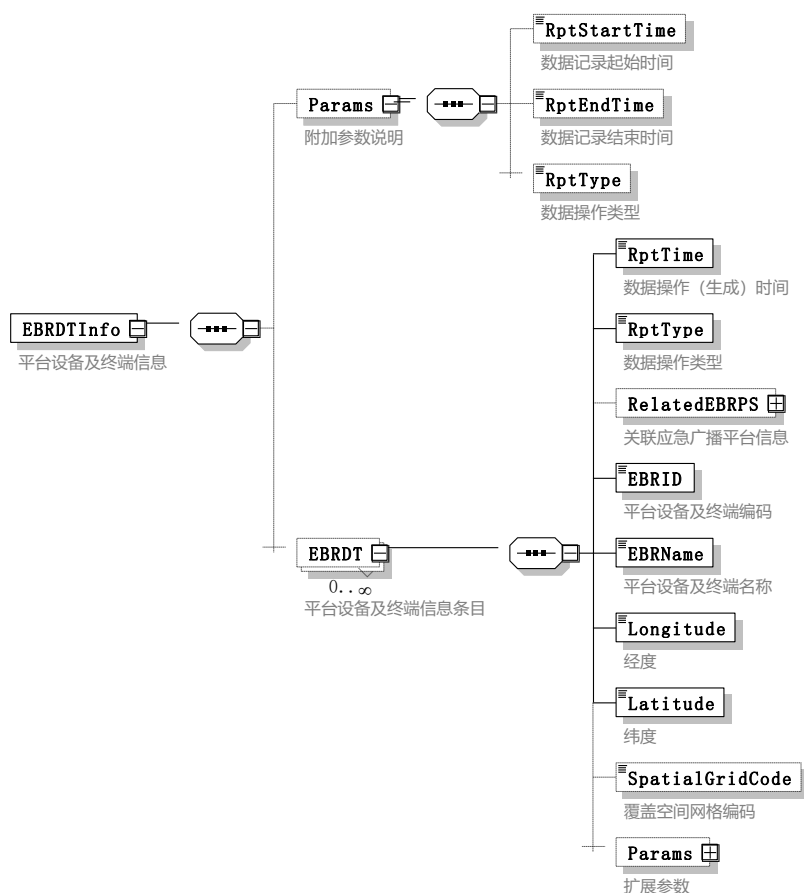 RptStartTime
数据记录起始时间
Params
附加参数说明
RptEndTime
数据记录结束时间
RptType
数据操作类型
EBRDTInfo
平台设备及终端信息
RptTime
数据操作（生成）时间
RptType
数据操作类型
RelatedEBRPS
关联应急广播平台信息
EBRID
平台设备及终端编码
EBRDT
0..∞
平台设备及终端信息条目
EBRName
平台设备及终端名称
Longitude
经度
Latitude
纬度
SpatialGridCode
覆盖空间网格编码
Params
扩展参数